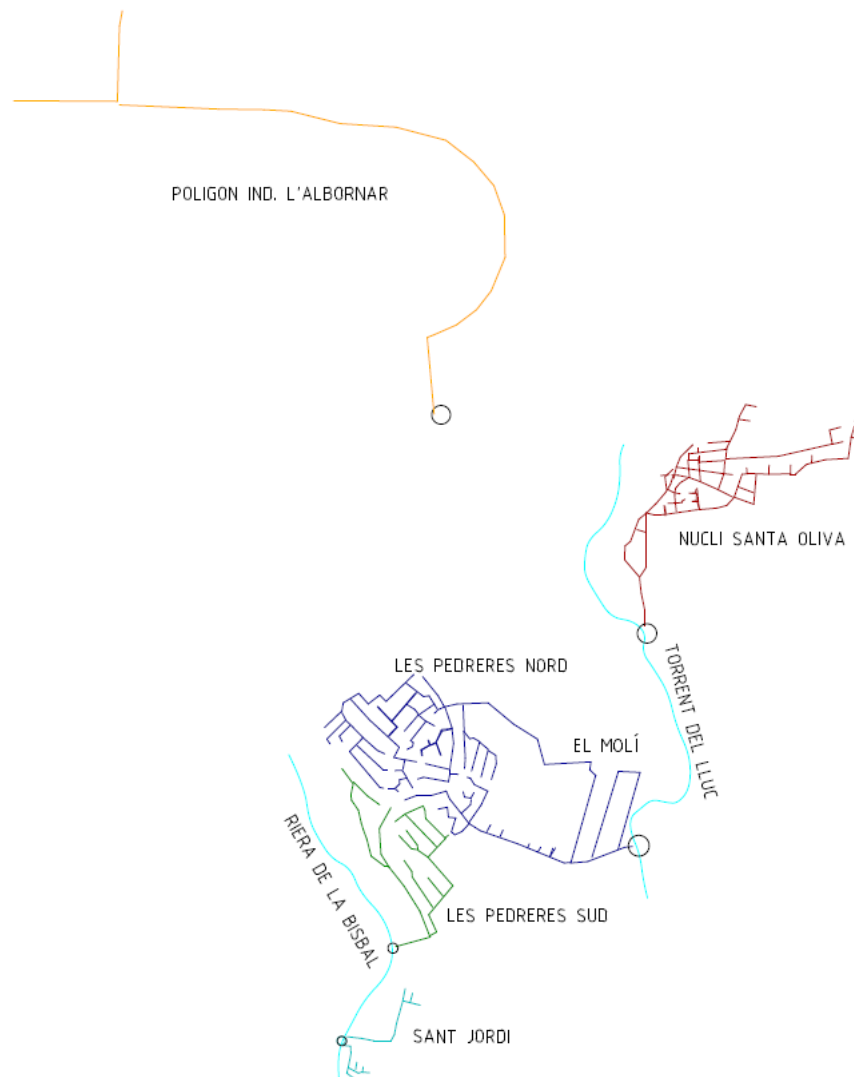 POLIGON IND. L'ALBORNAR
NUCLI SANTA OLIVA
TORRENT DEL LLUC
LES PEDRERES NORD
EL MOLÍ
RIERA DE LA BISBAL
LES PEDRERES SUD
SANT JORDI